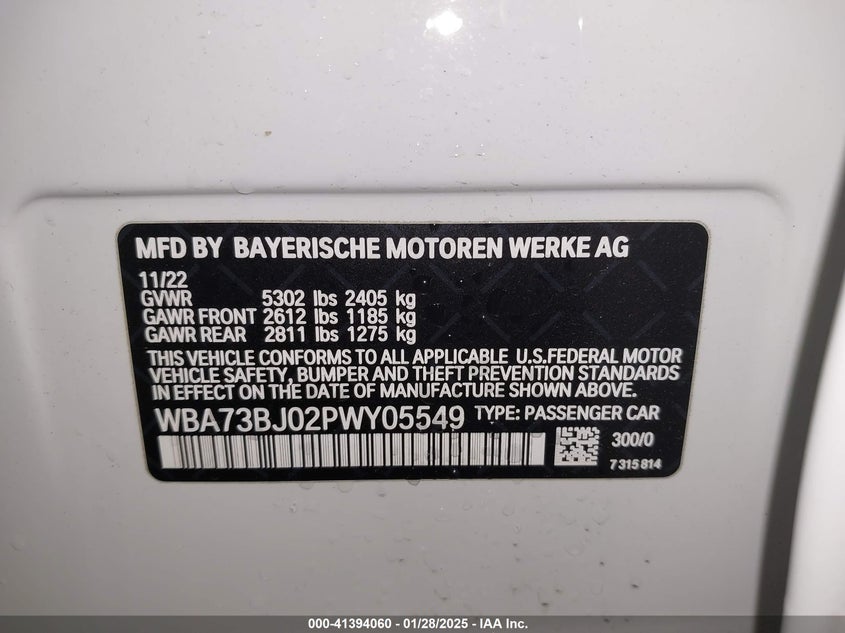 MFD BY BAYERISCHE MOTOREN WERKE AG
11/22
GVWR 5302 lbs 2405 kg
GAWR FRONT 2612 lbs 1185 kg
GAWR REAR 2811 lbs 1275 kg
THIS VEHICLE CONFORMS TO ALL APPLICABLE U.S.FEDERAL MOTOR
VEHICLE SAFETY, BUMPER AND THEFT PREVENTION STANDARDS
IN EFFECT ON THE DATE OF MANUFACTURE SHOWN ABOVE.
WBA73BJ02PWY05549 TYPE: PASSENGER CAR
300/0
7315814
000-41394060 - 01/28/2025 - IAA Inc.